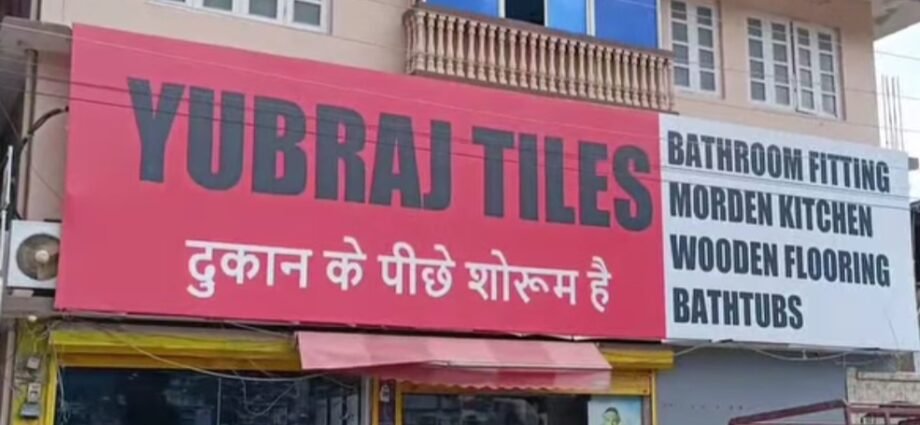 YUBRAJ TILES
दुकान के पीछे शोरूम है
BATHROOM FITTING
MORDEN KITCHEN
WOODEN FLOORING
BATHTUBS